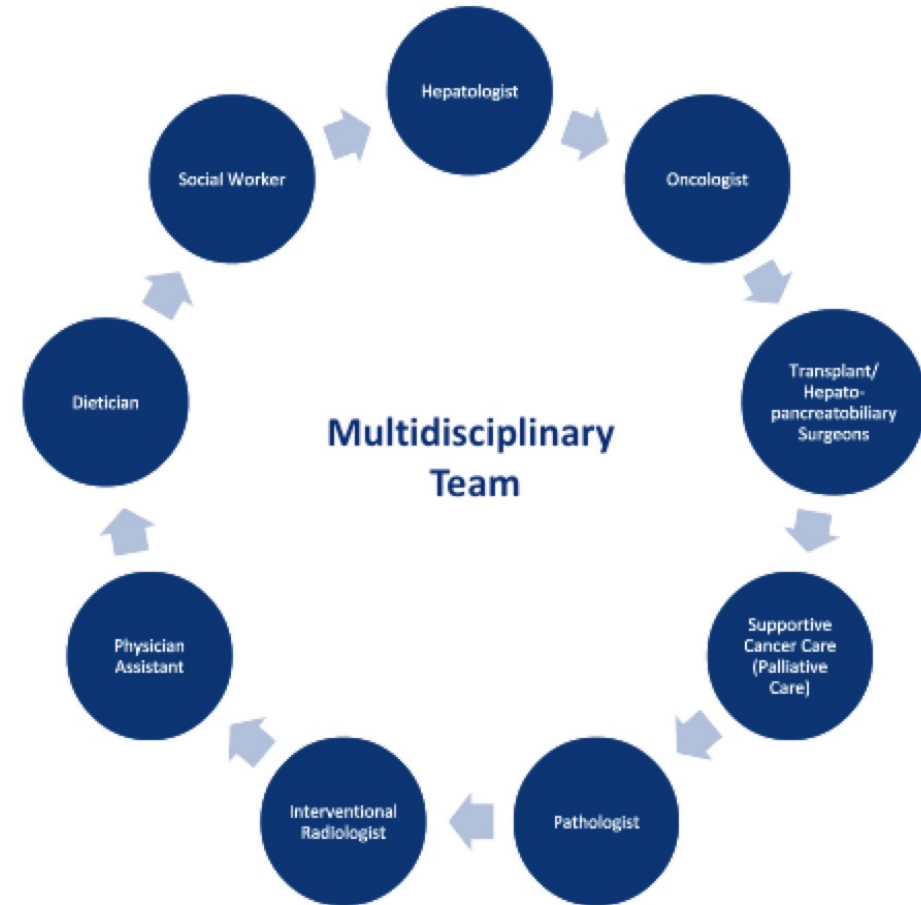 Hepatologist
Oncologist
Transplant/
Hepato-
pancreatobiliary
Surgeons
Supportive
Cancer Care
(Palliative
Care)
Pathologist
Interventional
Radiologist
Physician
Assistant
Dietician
Social Worker
Multidisciplinary
Team